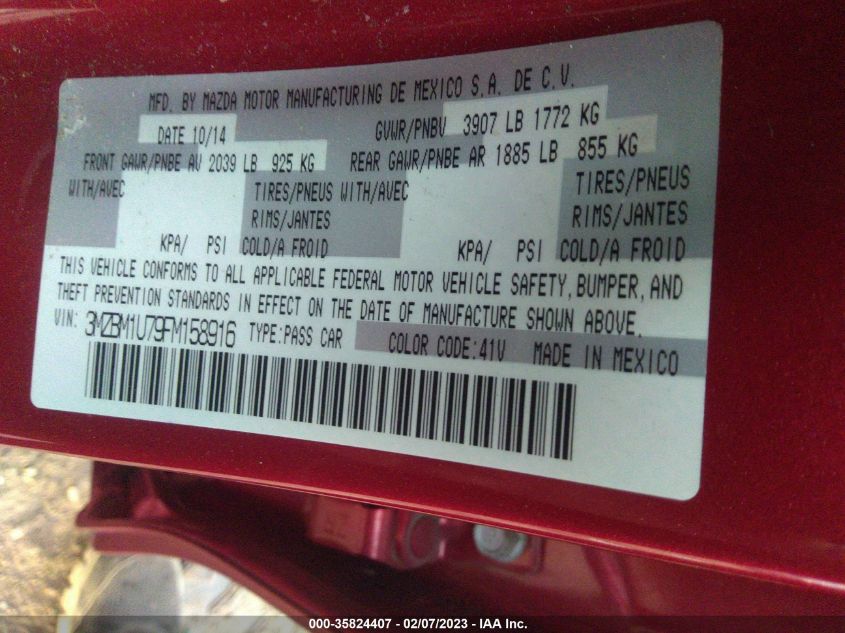 MFD. BY MAZDA MOTOR MANUFACTURING DE MEXICO S.A. DE C.V.
DATE 10/14 GVWR/PNBV 3907 LB 1772 KG
FRONT GAWR/PNBE AV 2039 LB 925 KG REAR GAWR/PNBE AR 1885 LB 855 KG
WITH/AVEC TIRES/PNEUS WITH/AVEC TIRES/PNEUS
RIMS/JANTES RIMS/JANTES
KPA/ PSI COLD/A FROID KPA/ PSI COLD/A FROID
THIS VEHICLE CONFORMS TO ALL APPLICABLE FEDERAL MOTOR VEHICLE SAFETY, BUMPER, AND
THEFT PREVENTION STANDARDS IN EFFECT ON THE DATE OF MANUFACTURE SHOWN ABOVE.
VIN: 3MZBM1U79FM158916 TYPE:PASS CAR COLOR CODE:41V MADE IN MEXICO
000-35824407 - 02/07/2023 - IAA Inc.